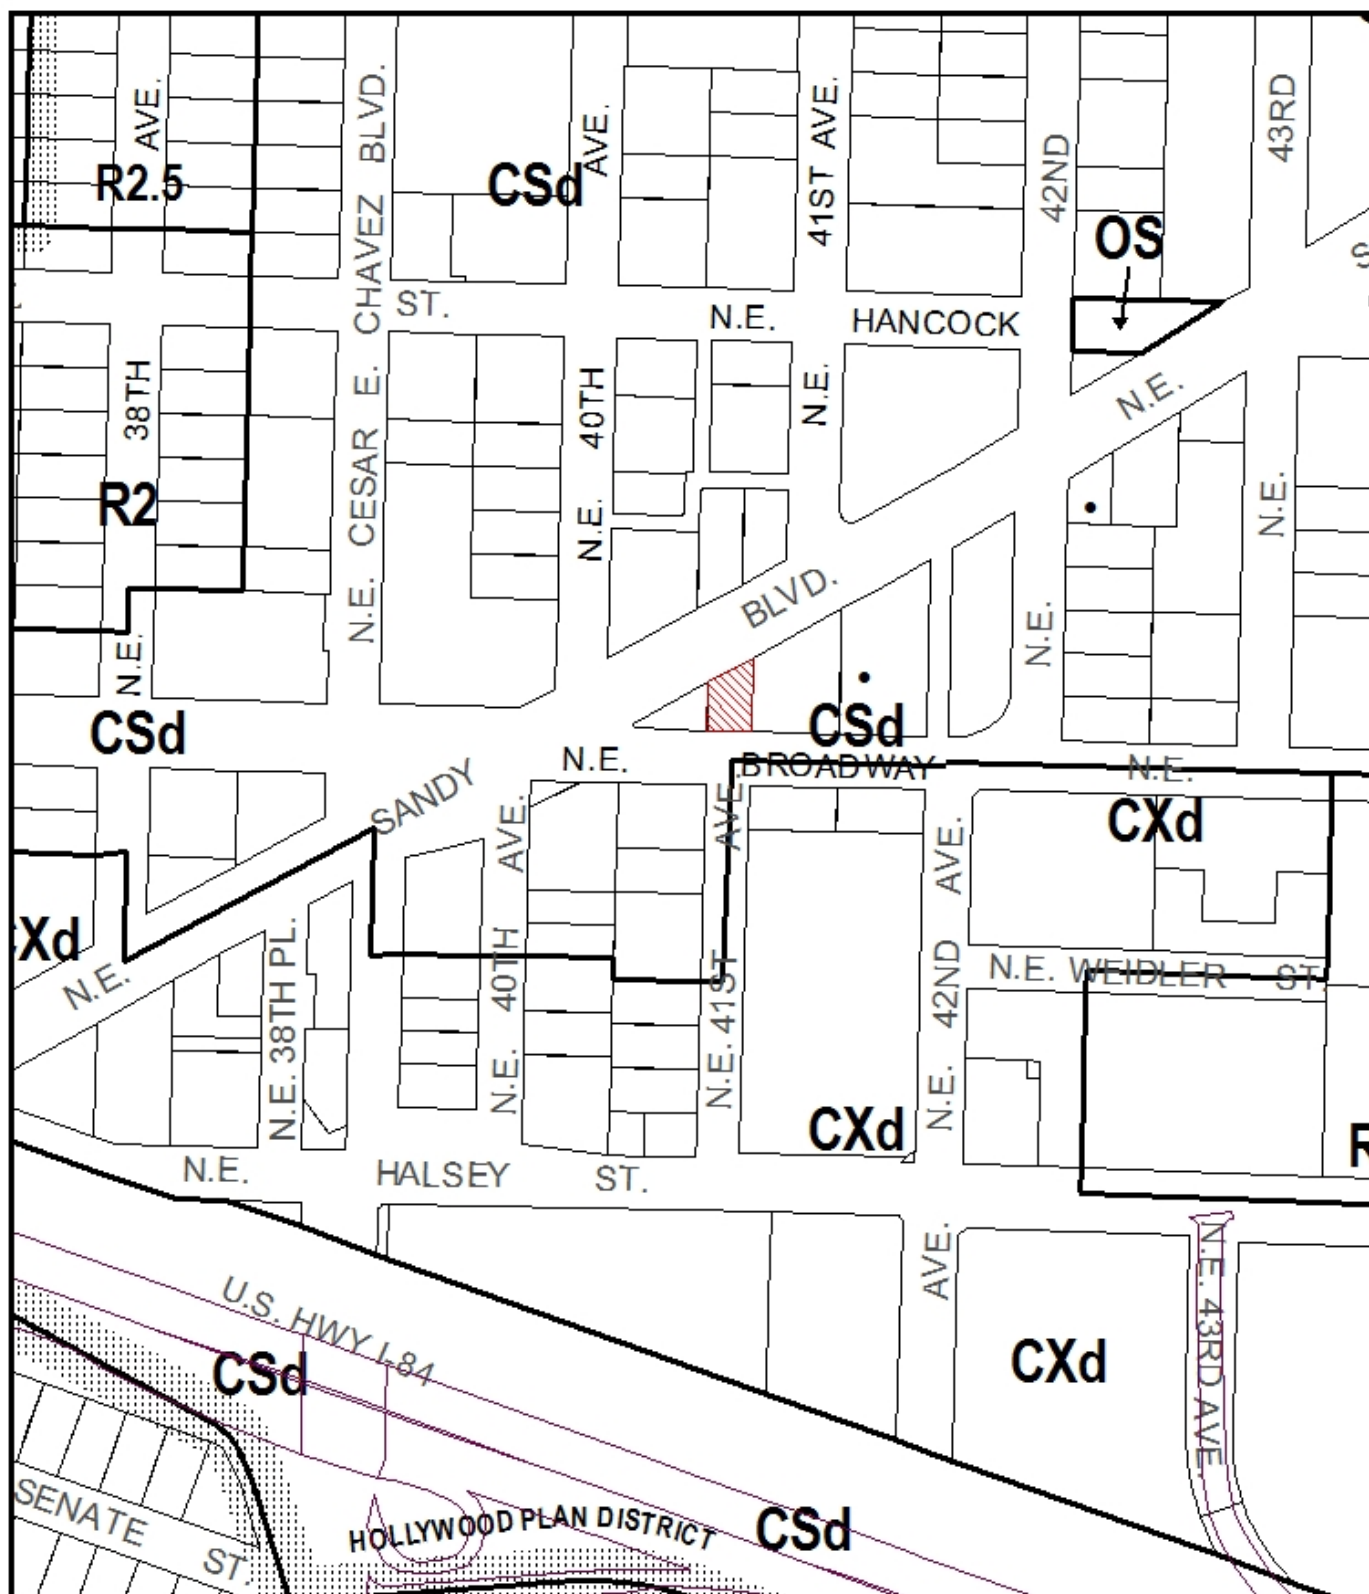 AVE.
R2.5
N.E. CESAR E. CHAVEZ BLVD.
CSd
AVE.
41ST AVE.
42ND
43RD
OS
S
ST.
N.E.
HANCOCK
N.E. 38TH
N.E. 40TH
N.E.
N.E.
R2
N.E.
N.E.
BLVD.
CSd
CSd
N.E.
BROADWAY
N.E.
SANDY
N.E.
CXd
CXd
N.E. 38TH PL.
N.E. 40TH AVE.
N.E. 41ST AVE.
N.E. 42ND AVE.
N.E. WEIDLER ST.
CXd
R
N.E. HALSEY ST.
AVE.
N.E. 43RD AVE.
U.S. HWY I-84
CSd
CXd
SENATE ST.
HOLLYWOOD PLAN DISTRICT
CSd